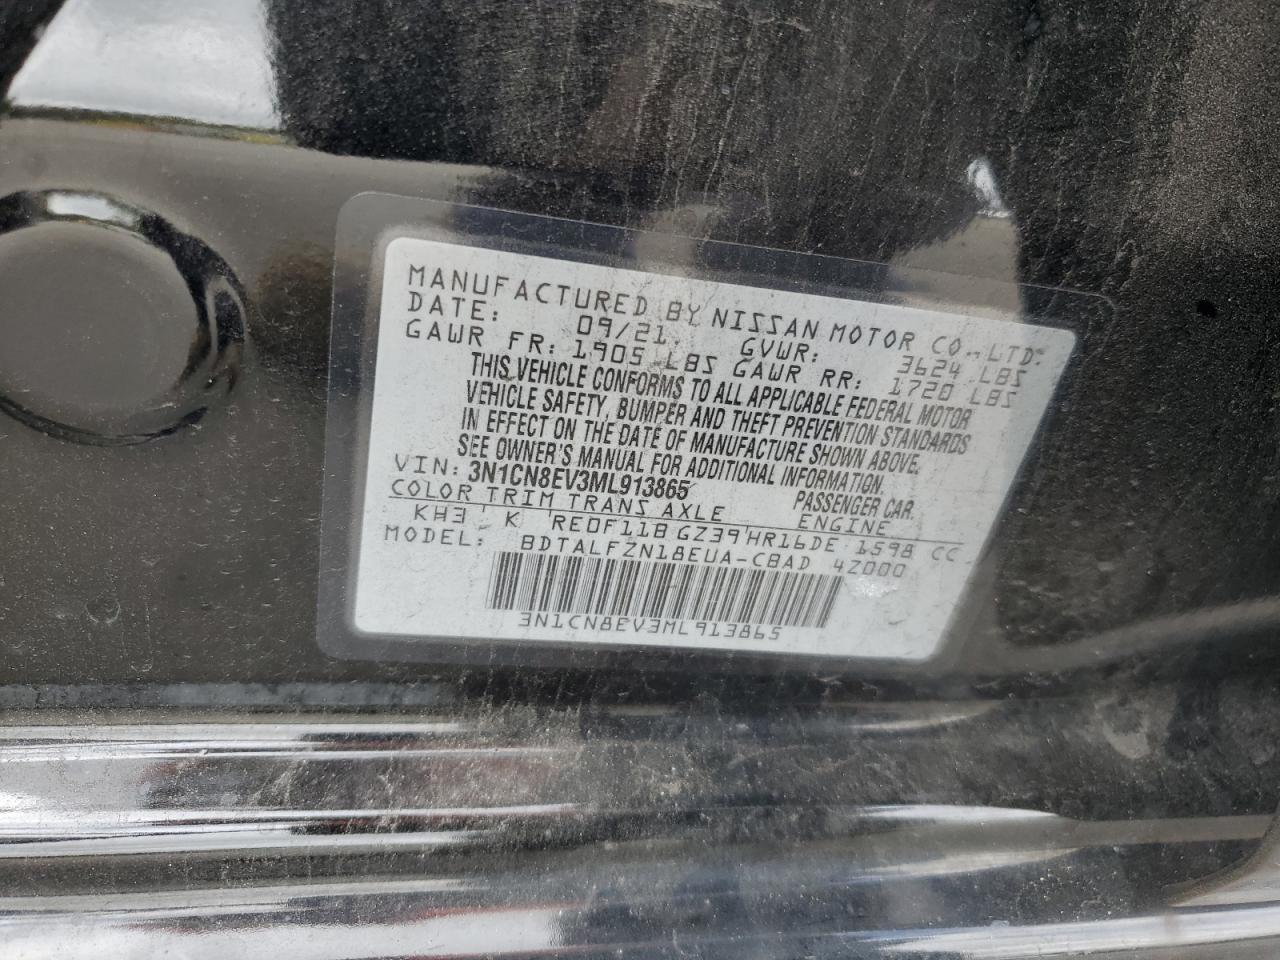 MANUFACTURED BY NISSAN MOTOR CO., LTD.
DATE: 09/21 GVWR: 3624 LBS
GAWR FR: 1905 LBS GAWR RR: 1720 LBS
THIS VEHICLE CONFORMS TO ALL APPLICABLE FEDERAL MOTOR
VEHICLE SAFETY, BUMPER AND THEFT PREVENTION STANDARDS
IN EFFECT ON THE DATE OF MANUFACTURE SHOWN ABOVE.
SEE OWNER'S MANUAL FOR ADDITIONAL INFORMATION.
VIN: 3N1CN8EV3ML913865 PASSENGER CAR.
COLOR TRIM TRANS AXLE ENGINE
KH3 K RE0F11B GZ39 HR16DE 1598 CC
MODEL: BDTALFZN18EUA-CBAD 4Z000
3N1CN8EV3ML913865